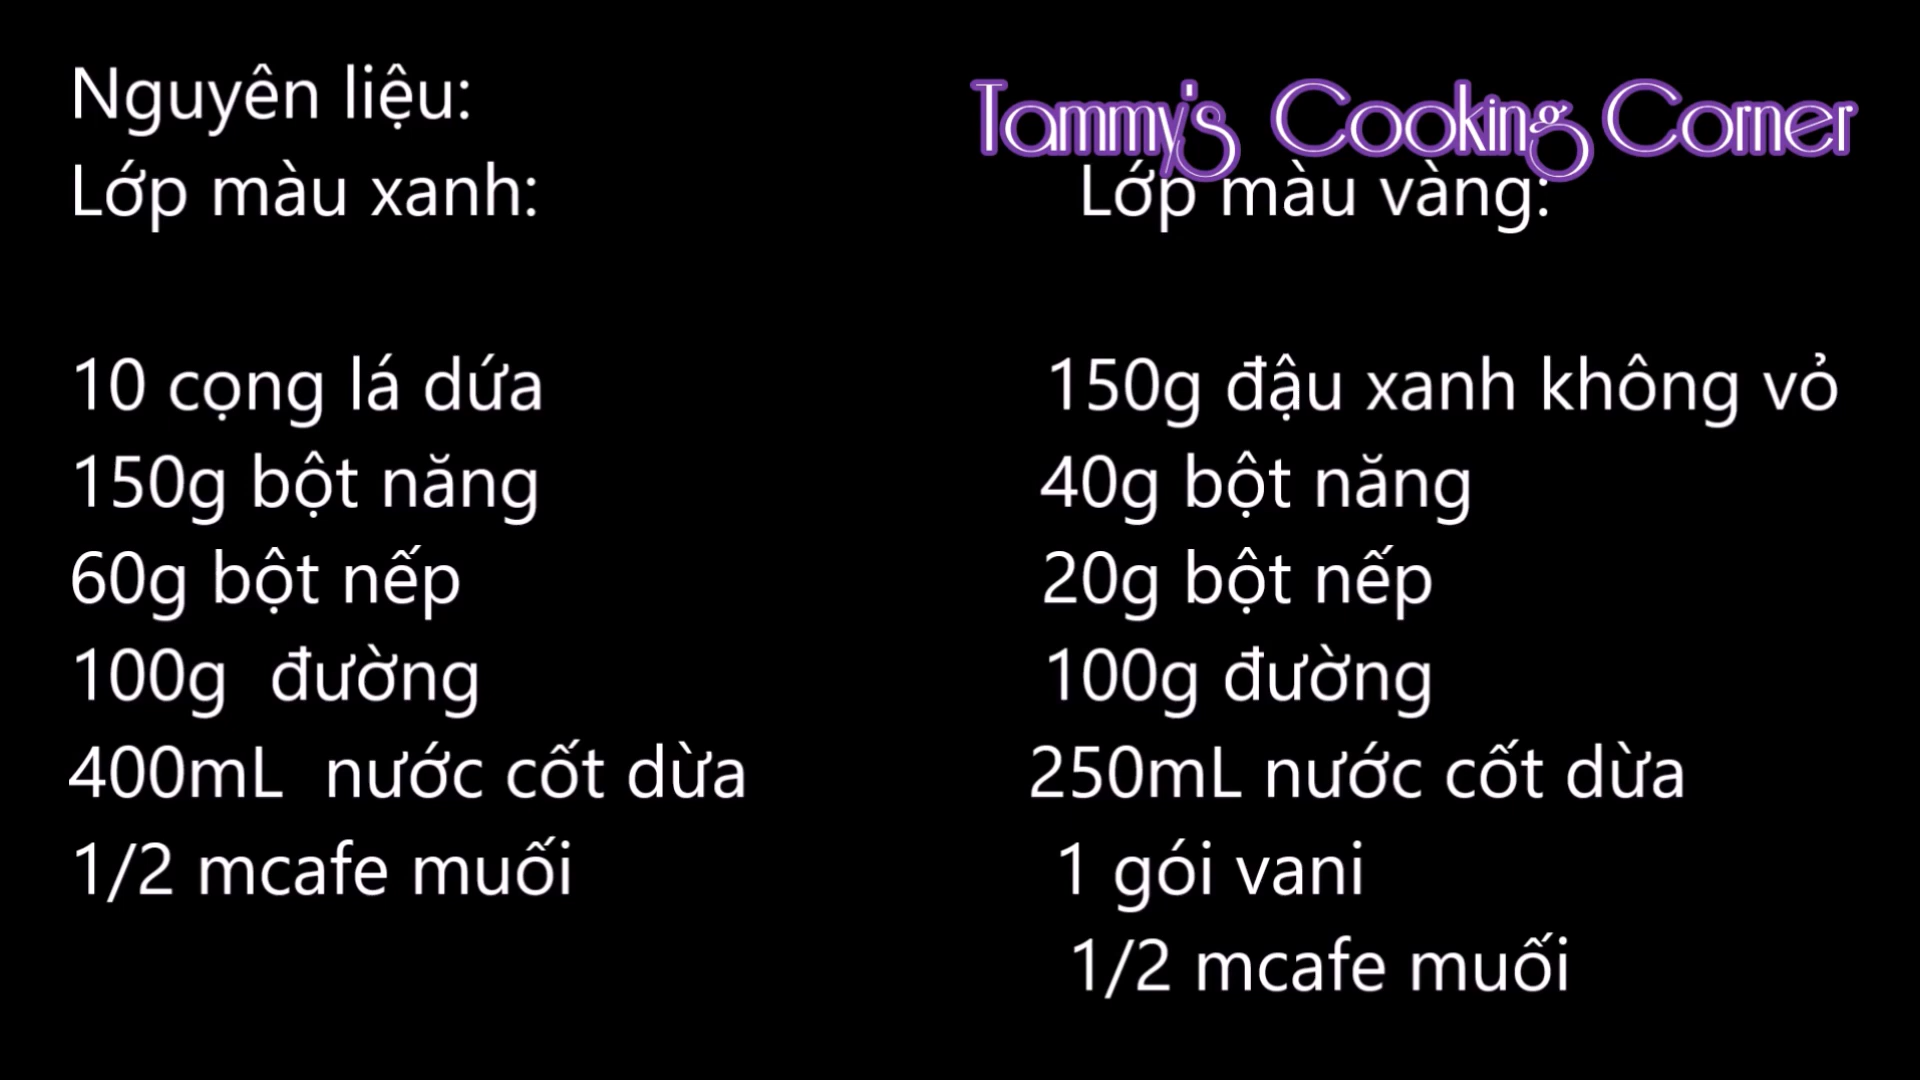 Nguyên liệu:
Tammy's Cooking Corner
Lớp màu xanh:
10 cọng lá dứa
150g bột năng
60g bột nếp
100g đường
400mL nước cốt dừa
1/2 mcafe muối
Lớp màu vàng:
150g đậu xanh không vỏ
40g bột năng
20g bột nếp
100g đường
250mL nước cốt dừa
1 gói vani
1/2 mcafe muối